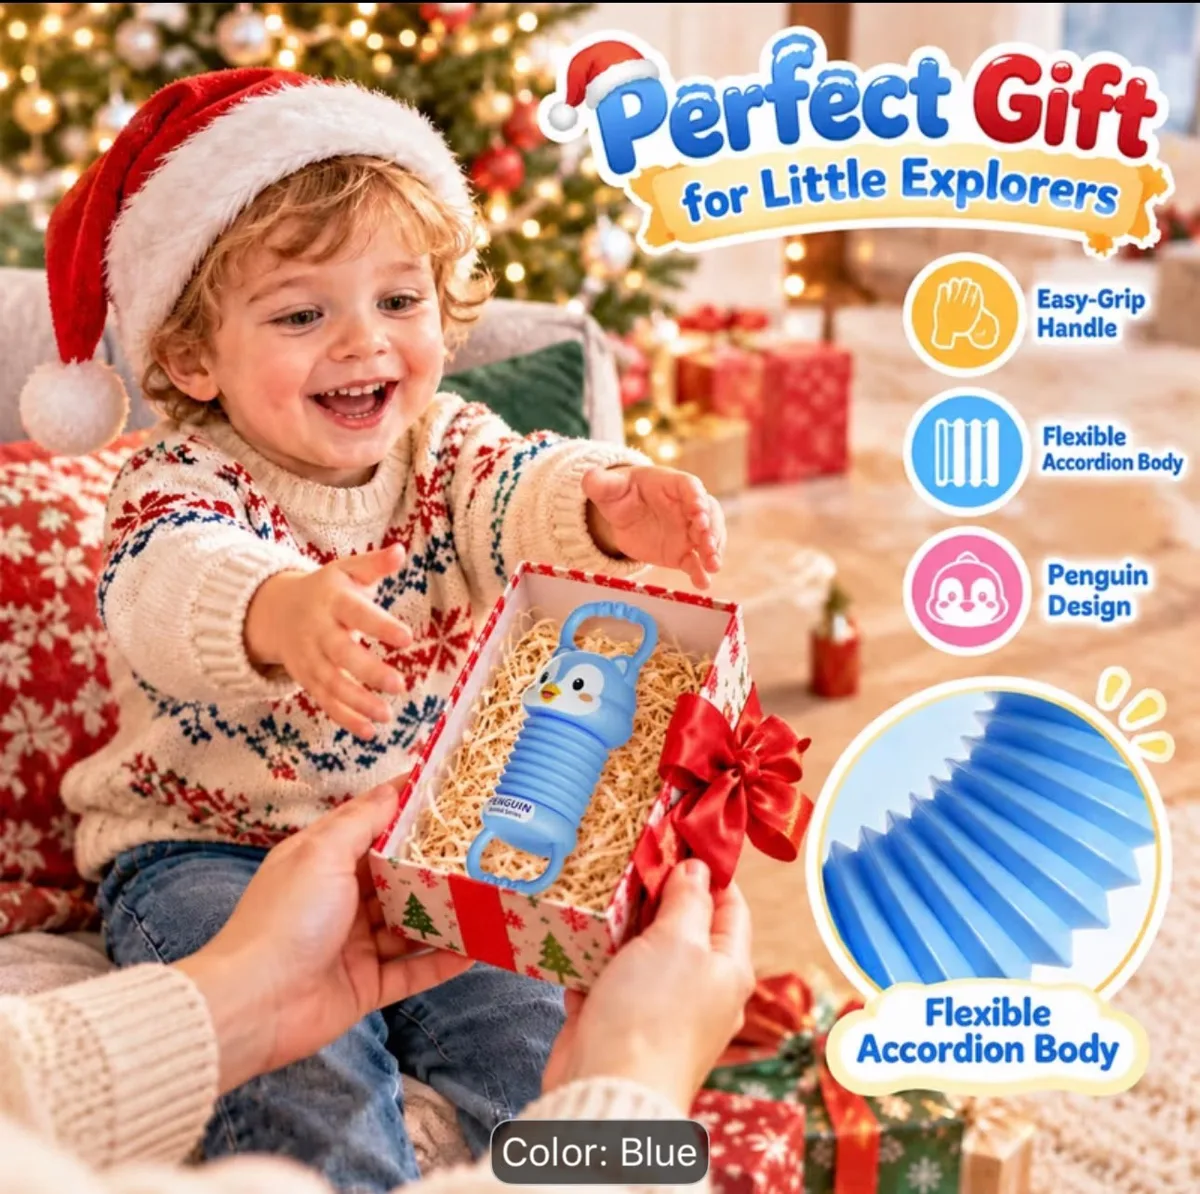 Perfect Gift
for Little Explorers
Easy-Grip
Handle
Flexible
Accordion Body
Penguin
Design
PENGUIN
Flexible
Accordion Body
Color: Blue